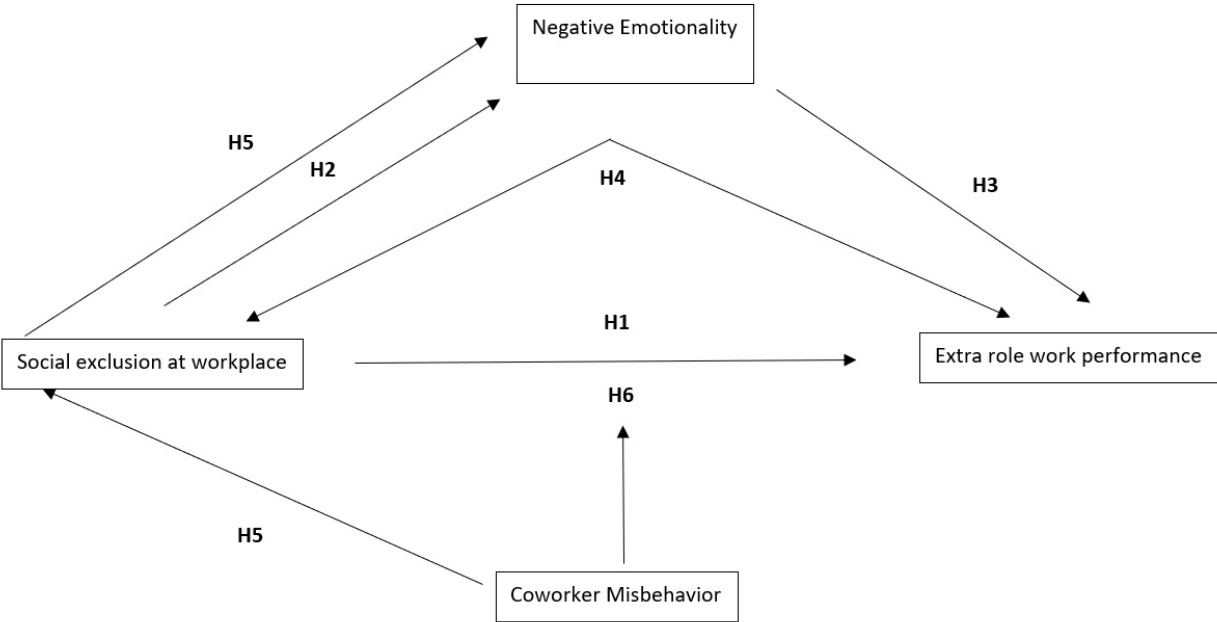 Negative Emotionality
H5
H2
H4
H3
H1
Social exclusion at workplace
Extra role work performance
H6
H5
Coworker Misbehavior